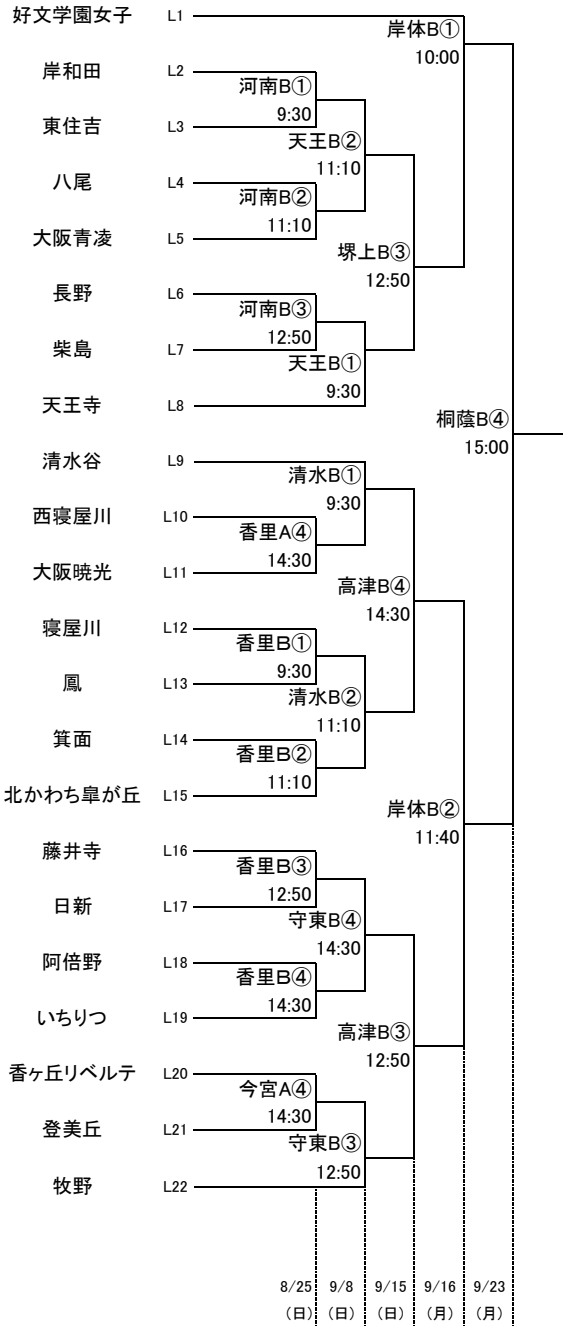 好文学園女子 L1
岸体B①
10:00
岸和田 L2
河南B①
9:30
東住吉 L3
天王B②
11:10
八尾 L4
河南B②
11:10
大阪青凌 L5
堺上B③
12:50
長野 L6
河南B③
12:50
柴島 L7
天王B①
9:30
天王寺 L8
桐蔭B④
15:00
清水谷 L9
清水B①
9:30
西寝屋川 L10
香里A④
14:30
大阪暁光 L11
高津B④
14:30
寝屋川 L12
香里B①
9:30
鳳 L13
清水B②
11:10
箕面 L14
香里B②
11:10
北かわち皐が丘 L15
岸体B②
11:40
藤井寺 L16
香里B③
12:50
日新 L17
守東B④
14:30
阿倍野 L18
香里B④
14:30
いちりつ L19
高津B③
12:50
香ヶ丘リベルテ L20
今宮A④
14:30
登美丘 L21
守東B③
12:50
牧野 L22
8/25 9/8 9/15 9/16 9/23
(日) (日) (日) (月) (月)